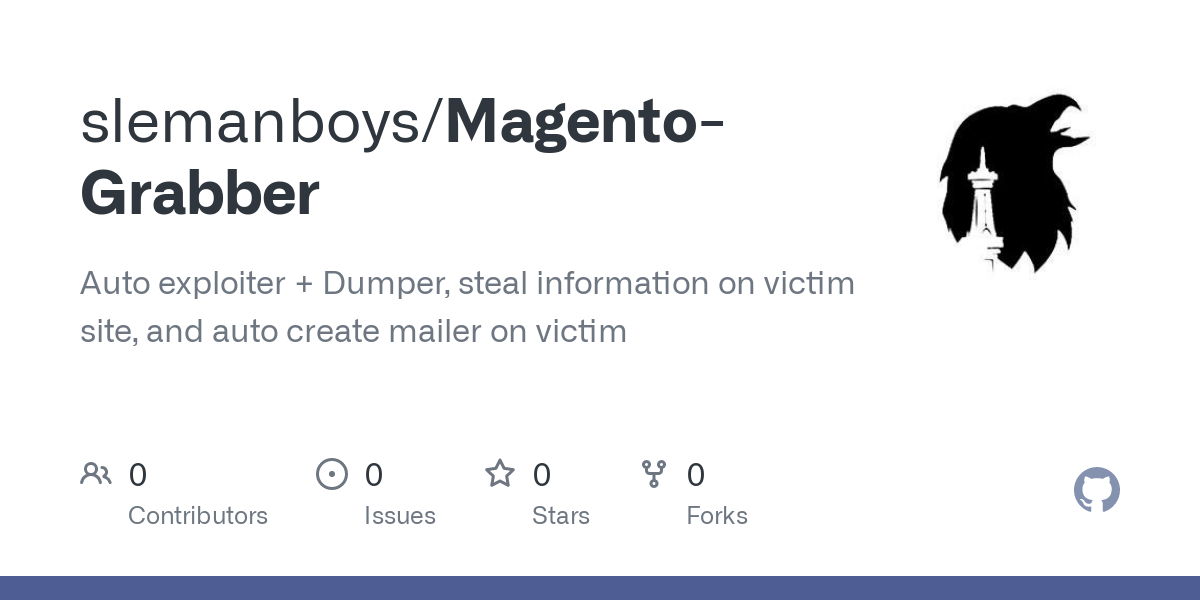 slemanboys/Magento-
Grabber
Auto exploiter + Dumper, steal information on victim
site, and auto create mailer on victim
0 0 0 0
Contributors Issues Stars Forks